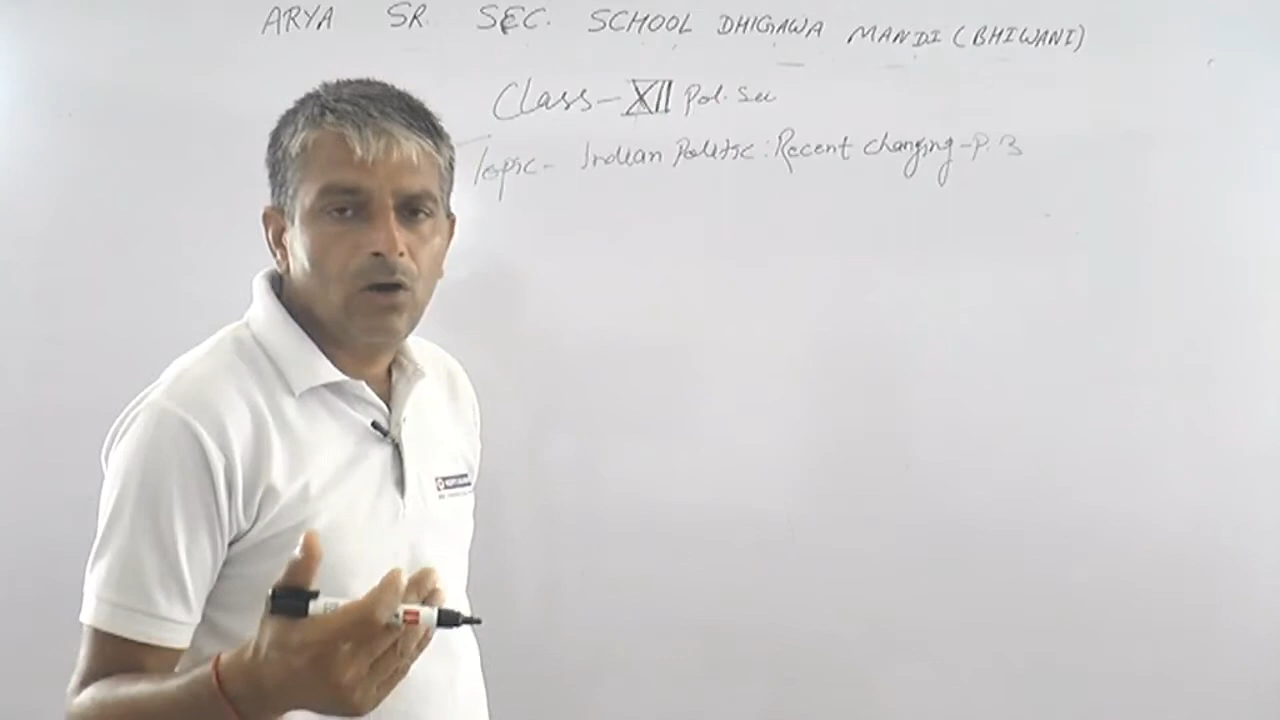 ARYA SR. SEC. SCHOOL DHIGAWA MANDI (BHIWANI)
Class-XII Pol. Sci
Topic- Indian Politic : Recent changing-P. 3